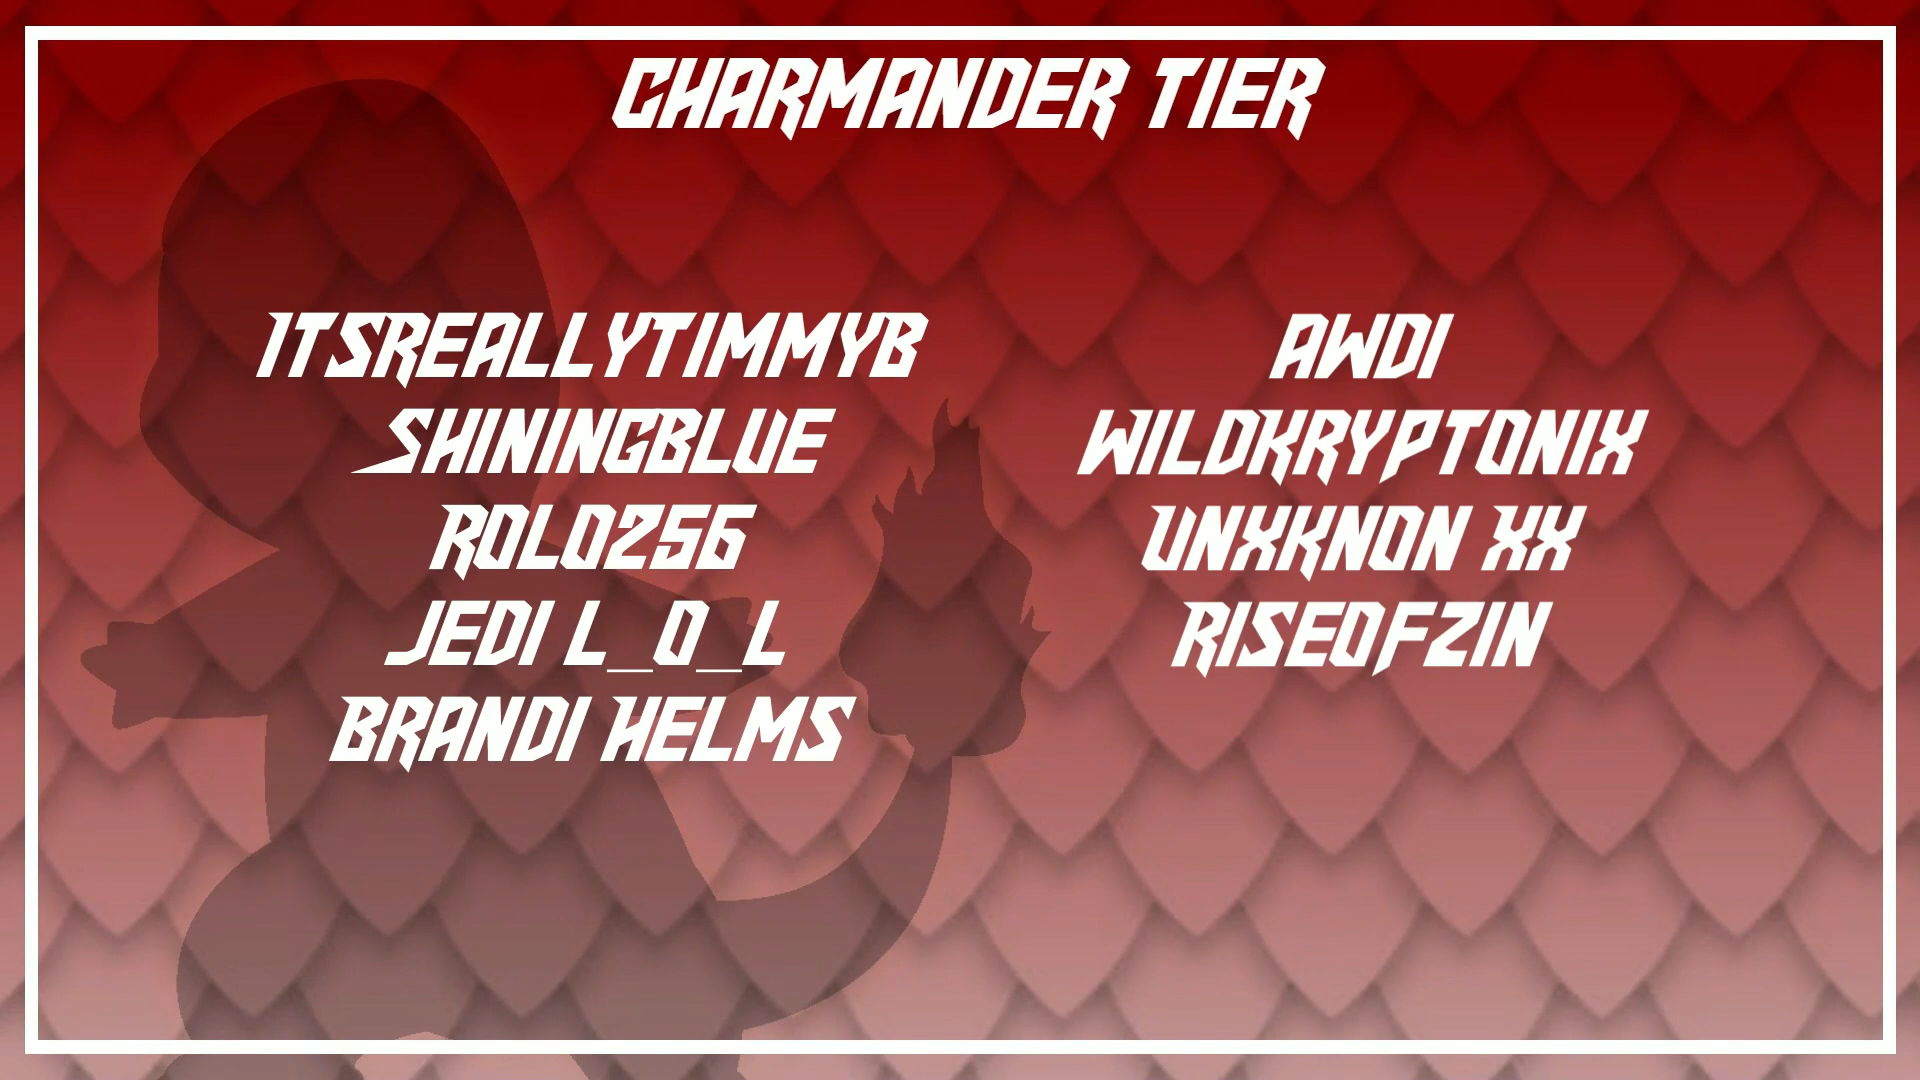 CHARMANDER TIER
ITSREALLYTIMMYB
SHININGBLUE
ROLO256
JEDI L_O_L
BRANDI HELMS
AWDI
WILDKRYPTONIX
UNXKNON XX
RISEOFZIN